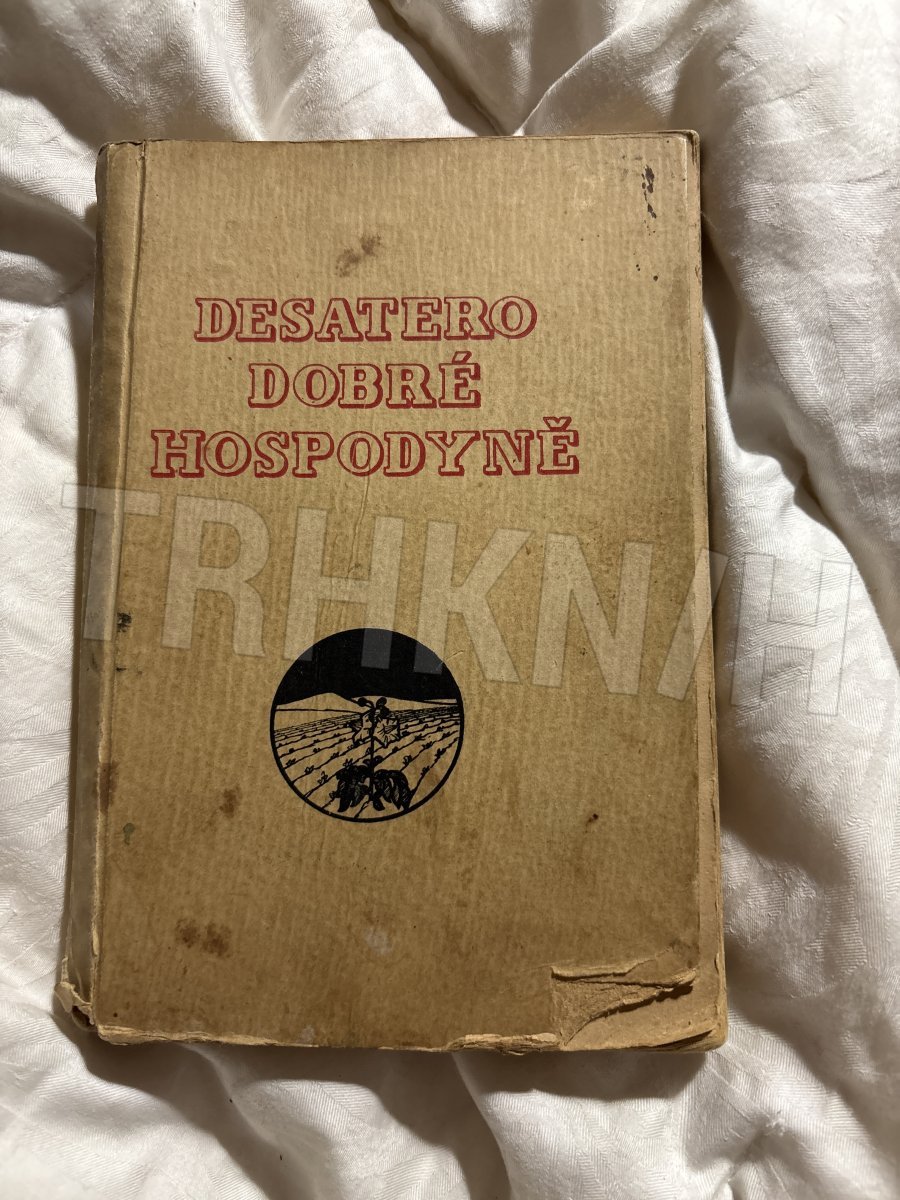 DESATERO
DOBRÉ
HOSPODYNĚ
TRHKNIH